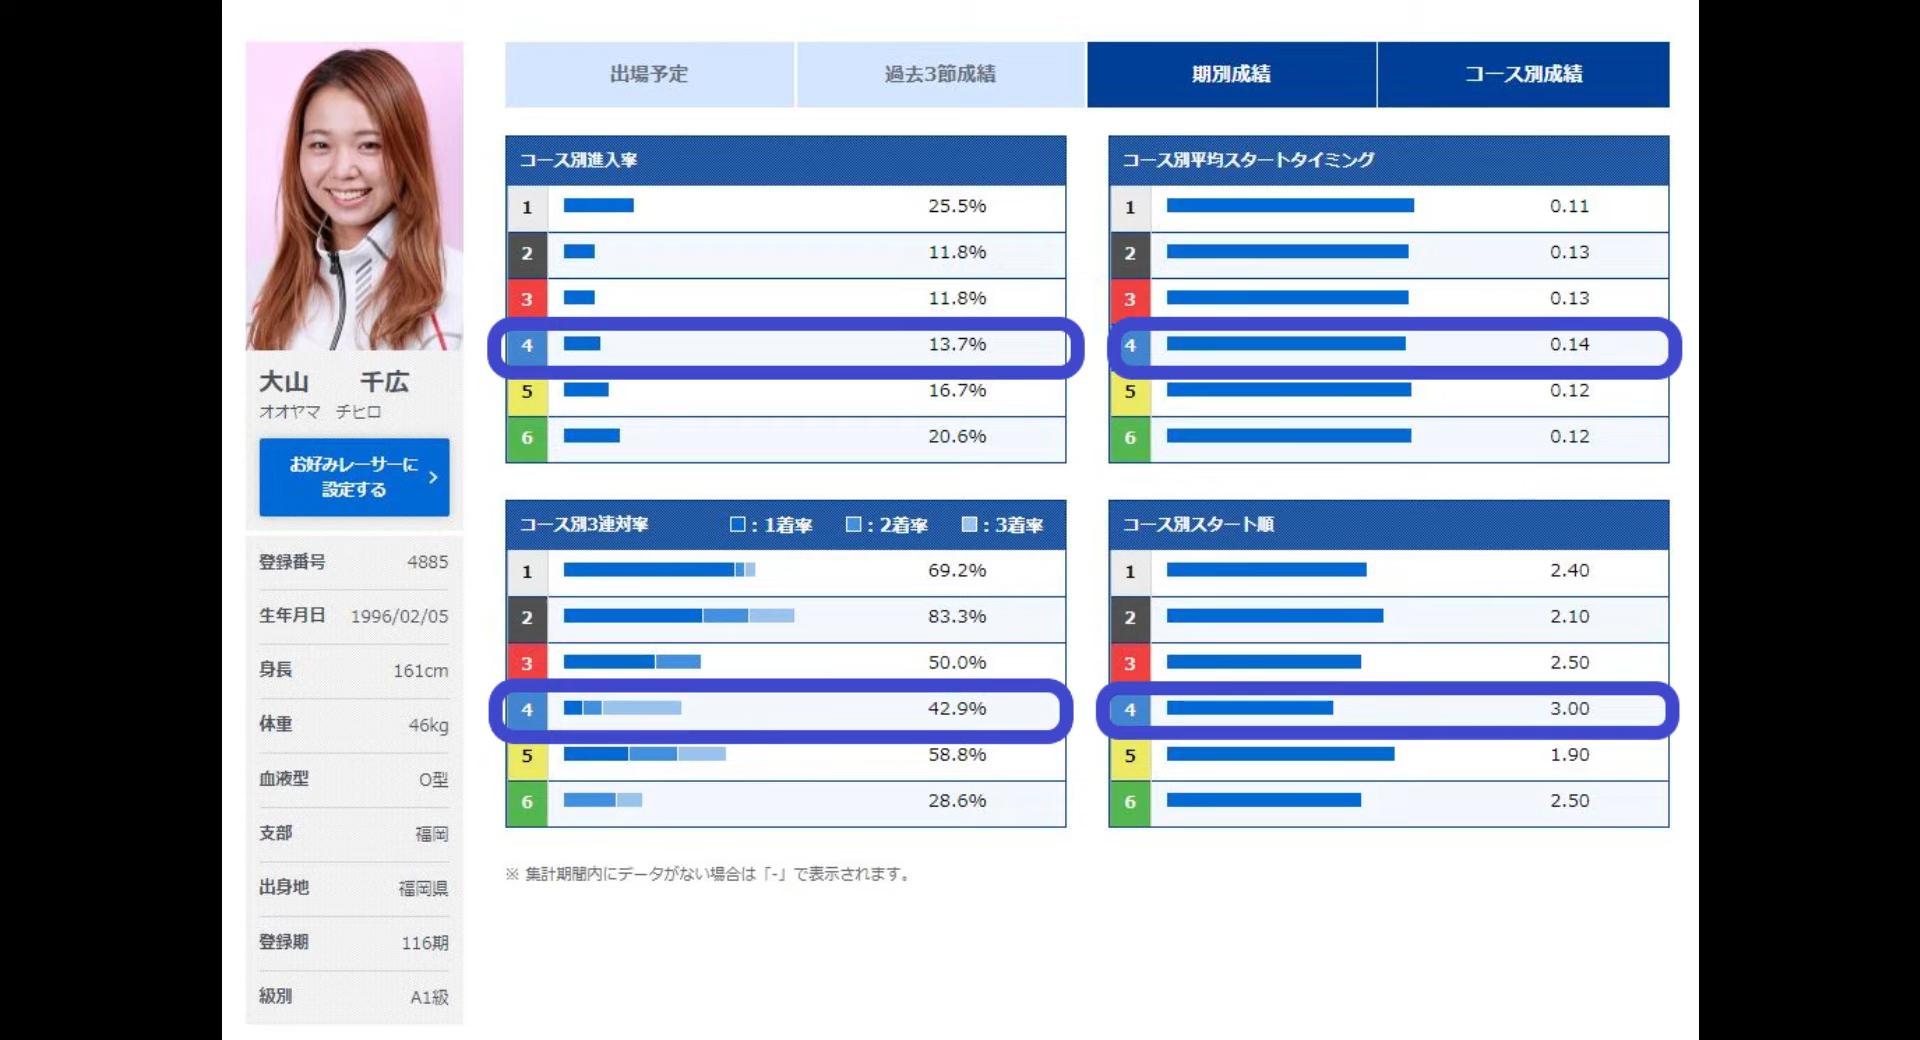 出場予定
過去3節成績
期別成績
コース別成績
大山 千広
オオヤマ チヒロ
お好みレーサーに
設定する
登録番号 4885
生年月日 1996/02/05
身長 161cm
体重 46kg
血液型 O型
支部 福岡
出身地 福岡県
登録期 116期
級別 A1級
コース別進入率
1 25.5%
2 11.8%
3 11.8%
4 13.7%
5 16.7%
6 20.6%
コース別平均スタートタイミング
1 0.11
2 0.13
3 0.13
4 0.14
5 0.12
6 0.12
コース別3連対率 □:1着率 □:2着率 □:3着率
1 69.2%
2 83.3%
3 50.0%
4 42.9%
5 58.8%
6 28.6%
コース別スタート順
1 2.40
2 2.10
3 2.50
4 3.00
5 1.90
6 2.50
※ 集計期間内にデータがない場合は「-」で表示されます。